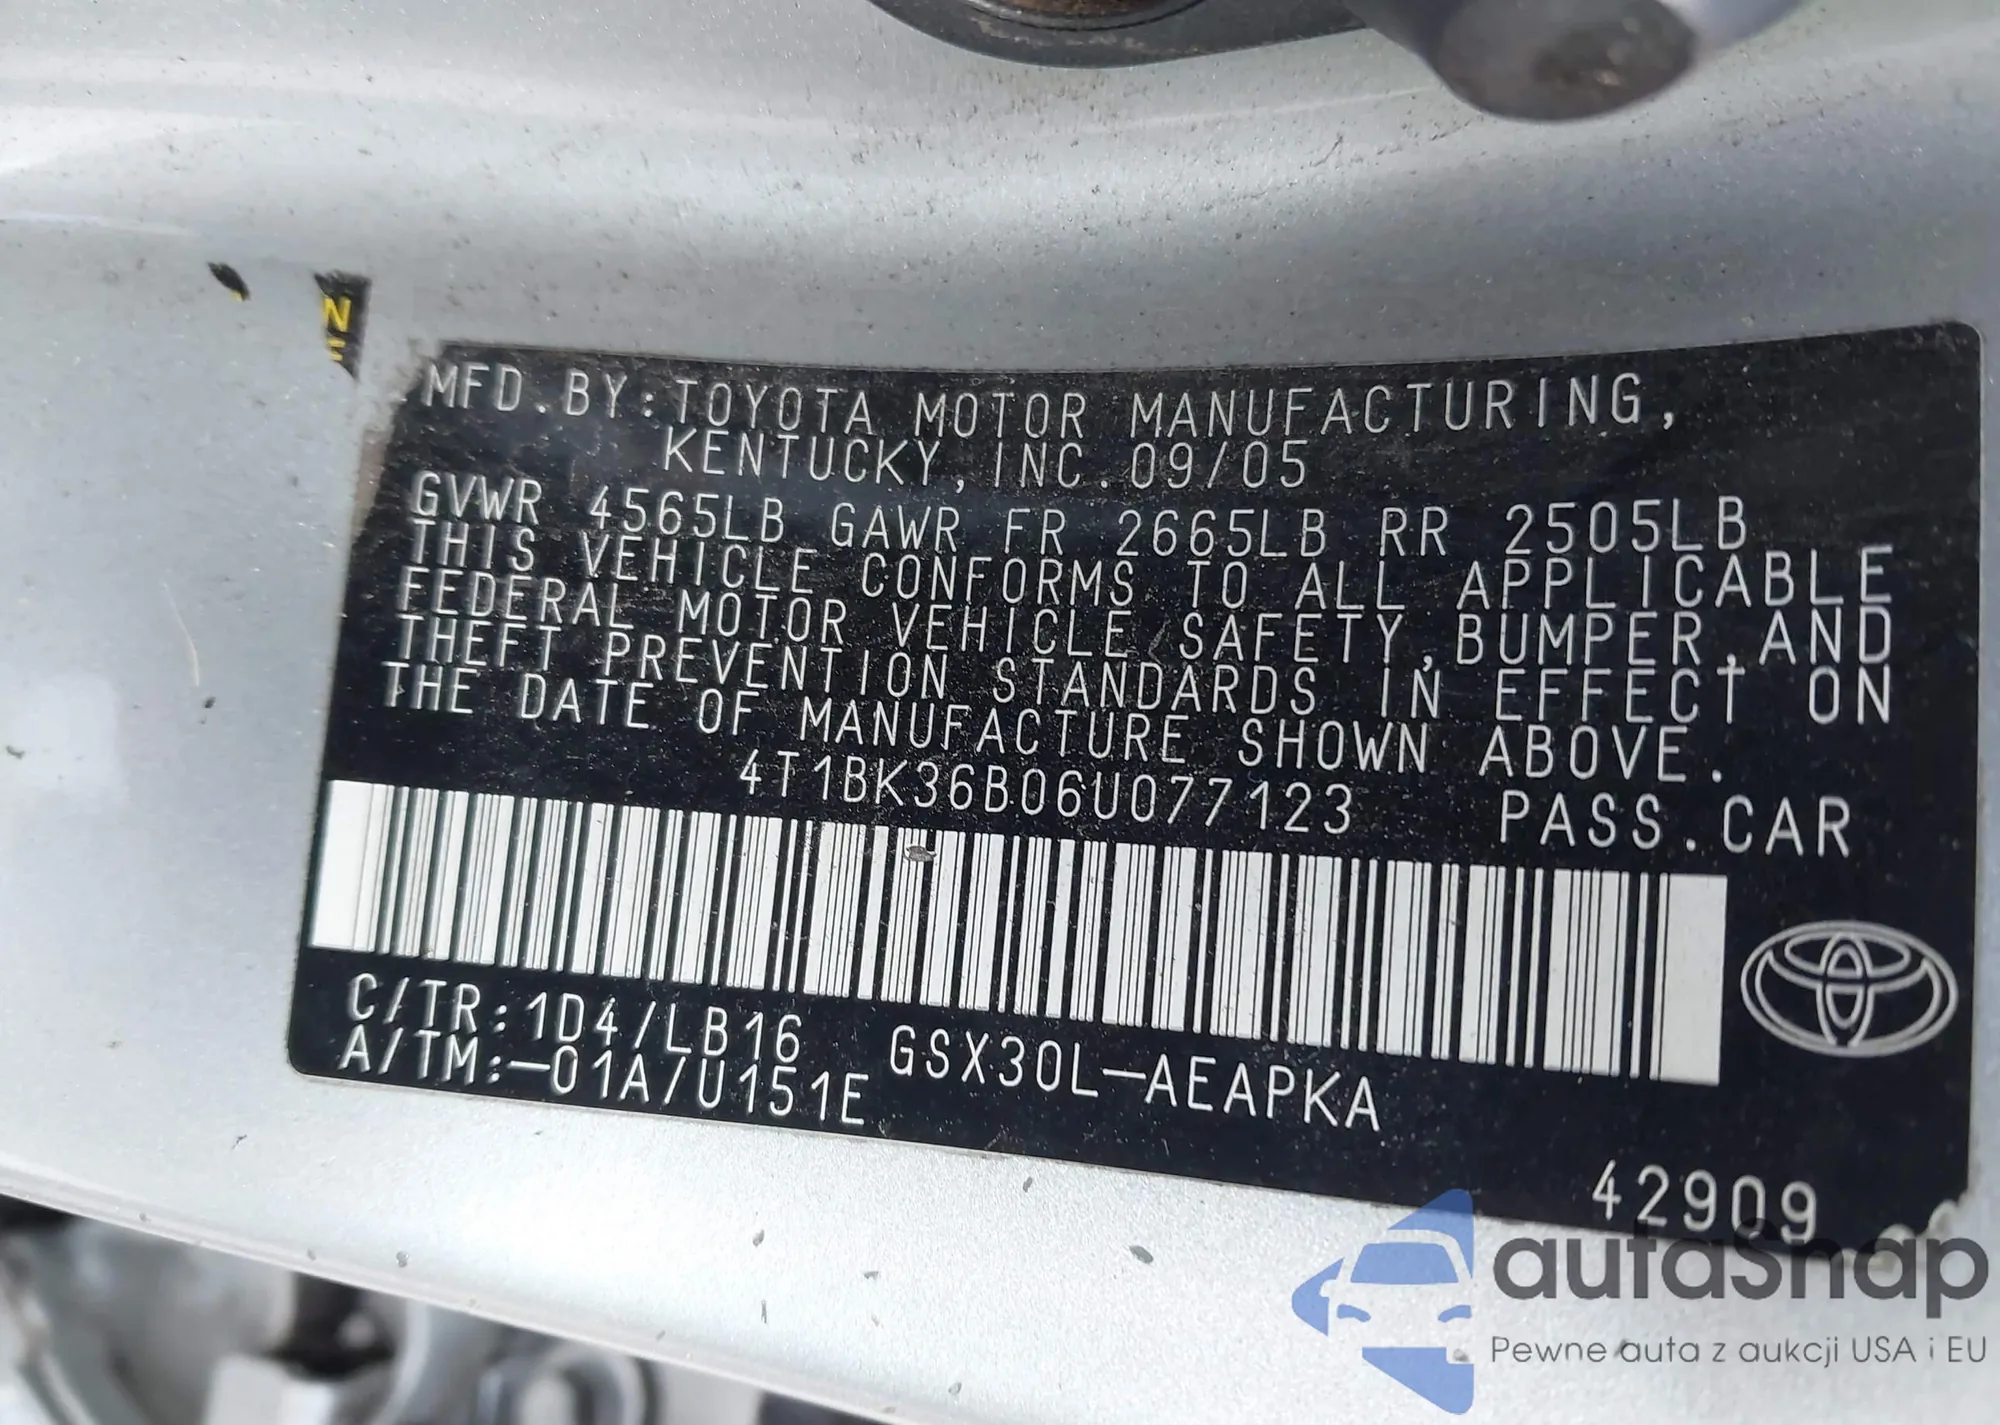 N
MFD.BY:TOYOTA MOTOR MANUFACTURING,
KENTUCKY, INC.09/05
GVWR 4565LB GAWR FR 2665LB RR 2505LB
THIS VEHICLE CONFORMS TO ALL APPLICABLE
FEDERAL MOTOR VEHICLE SAFETY,BUMPER,AND
THEFT PREVENTION STANDARDS IN EFFECT ON
THE DATE OF MANUFACTURE SHOWN ABOVE.
4T1BK36B06U077123 PASS.CAR
C/TR:1D4/LB16 GSX30L-AEAPKA
A/TM:-01A/U151E
42909
autaSnap
Pewne auta z aukcji USA i EU